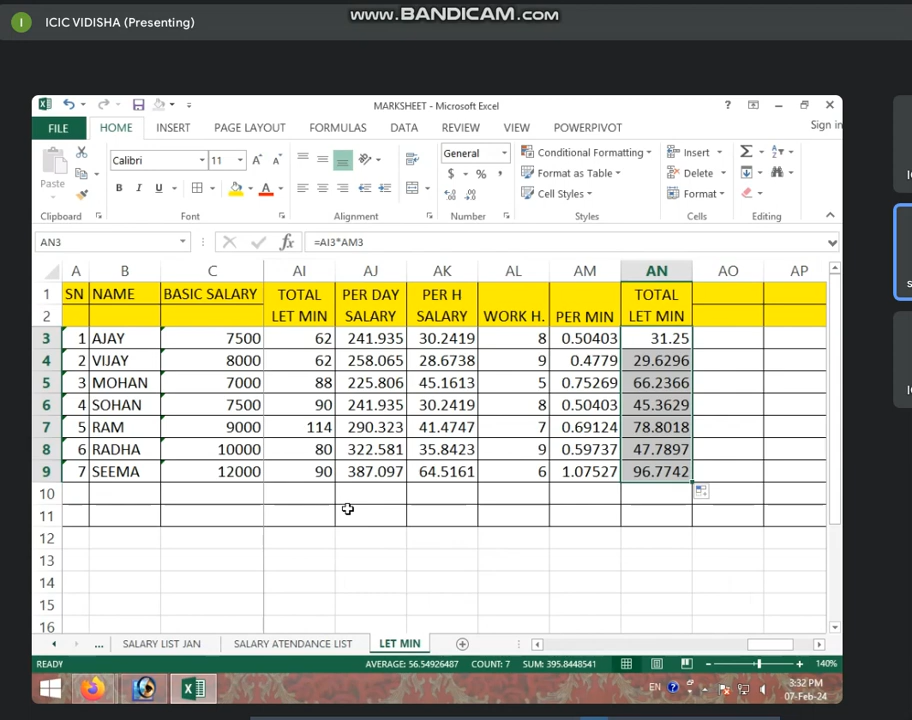 www.BANDICAM.com
I ICIC VIDISHA (Presenting)
MARKSHEET - Microsoft Excel
FILE HOME INSERT PAGE LAYOUT FORMULAS DATA REVIEW VIEW POWERPIVOT Sign in
Paste Calibri 11 General Conditional Formatting Insert
Format as Table Delete
Cell Styles Format
Clipboard Font Alignment Number Styles Cells Editing
AN3 =AI3*AM3
A B C AI AJ AK AL AM AN AO AP
1 SN NAME BASIC SALARY TOTAL PER DAY PER H TOTAL
2 LET MIN SALARY SALARY WORK H. PER MIN LET MIN
3 1 AJAY 7500 62 241.935 30.2419 8 0.50403 31.25
4 2 VIJAY 8000 62 258.065 28.6738 9 0.4779 29.6296
5 3 MOHAN 7000 88 225.806 45.1613 5 0.75269 66.2366
6 4 SOHAN 7500 90 241.935 30.2419 8 0.50403 45.3629
7 5 RAM 9000 114 290.323 41.4747 7 0.69124 78.8018
8 6 RADHA 10000 80 322.581 35.8423 8 0.59737 47.7897
9 7 SEEMA 12000 90 387.097 64.5161 6 1.07527 96.7742
10
11
12
13
14
15
16
... SALARY LIST JAN SALARY ATENDANCE LIST LET MIN
READY AVERAGE: 56.54926487 COUNT: 7 SUM: 395.8448541 140%
EN 3:32 PM
07-Feb-24